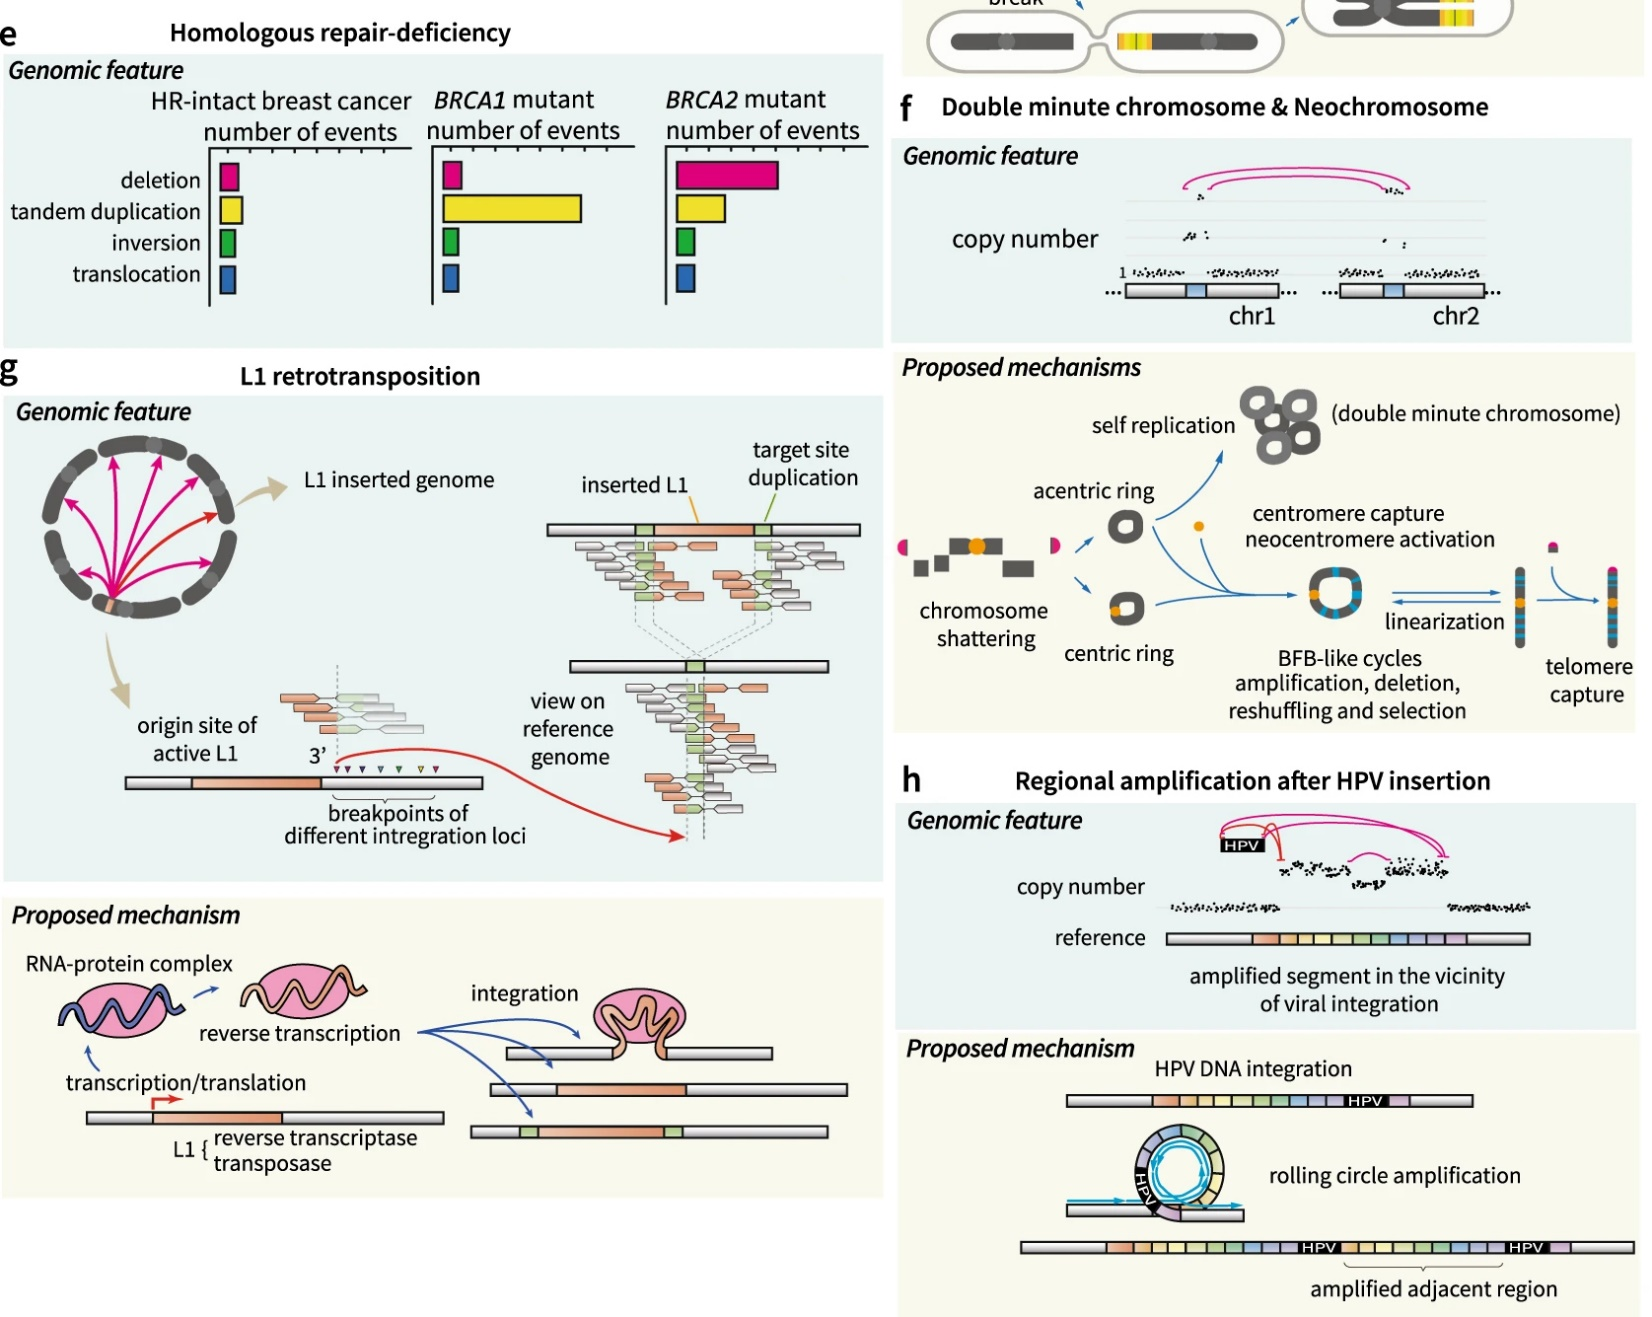 e
Homologous repair-deficiency
Genomic feature
HR-intact breast cancer
number of events
BRCA1 mutant
number of events
BRCA2 mutant
number of events
deletion
tandem duplication
inversion
translocation
g
L1 retrotransposition
Genomic feature
L1 inserted genome
inserted L1
target site
duplication
view on
reference
genome
origin site of
active L1
3’
breakpoints of
different intregration loci
Proposed mechanism
RNA-protein complex
reverse transcription
transcription/translation
L1 {
reverse transcriptase
transposase
integration
break
f
Double minute chromosome & Neochromosome
Genomic feature
copy number
1
... ... ... ...
chr1
chr2
Proposed mechanisms
self replication
(double minute chromosome)
acentric ring
centromere capture
neocentromere activation
chromosome
shattering
centric ring
linearization
BFB-like cycles
amplification, deletion,
reshuffling and selection
telomere
capture
h
Regional amplification after HPV insertion
Genomic feature
HPV
copy number
reference
amplified segment in the vicinity
of viral integration
Proposed mechanism
HPV DNA integration
HPV
HPV
rolling circle amplification
HPV
HPV
amplified adjacent region